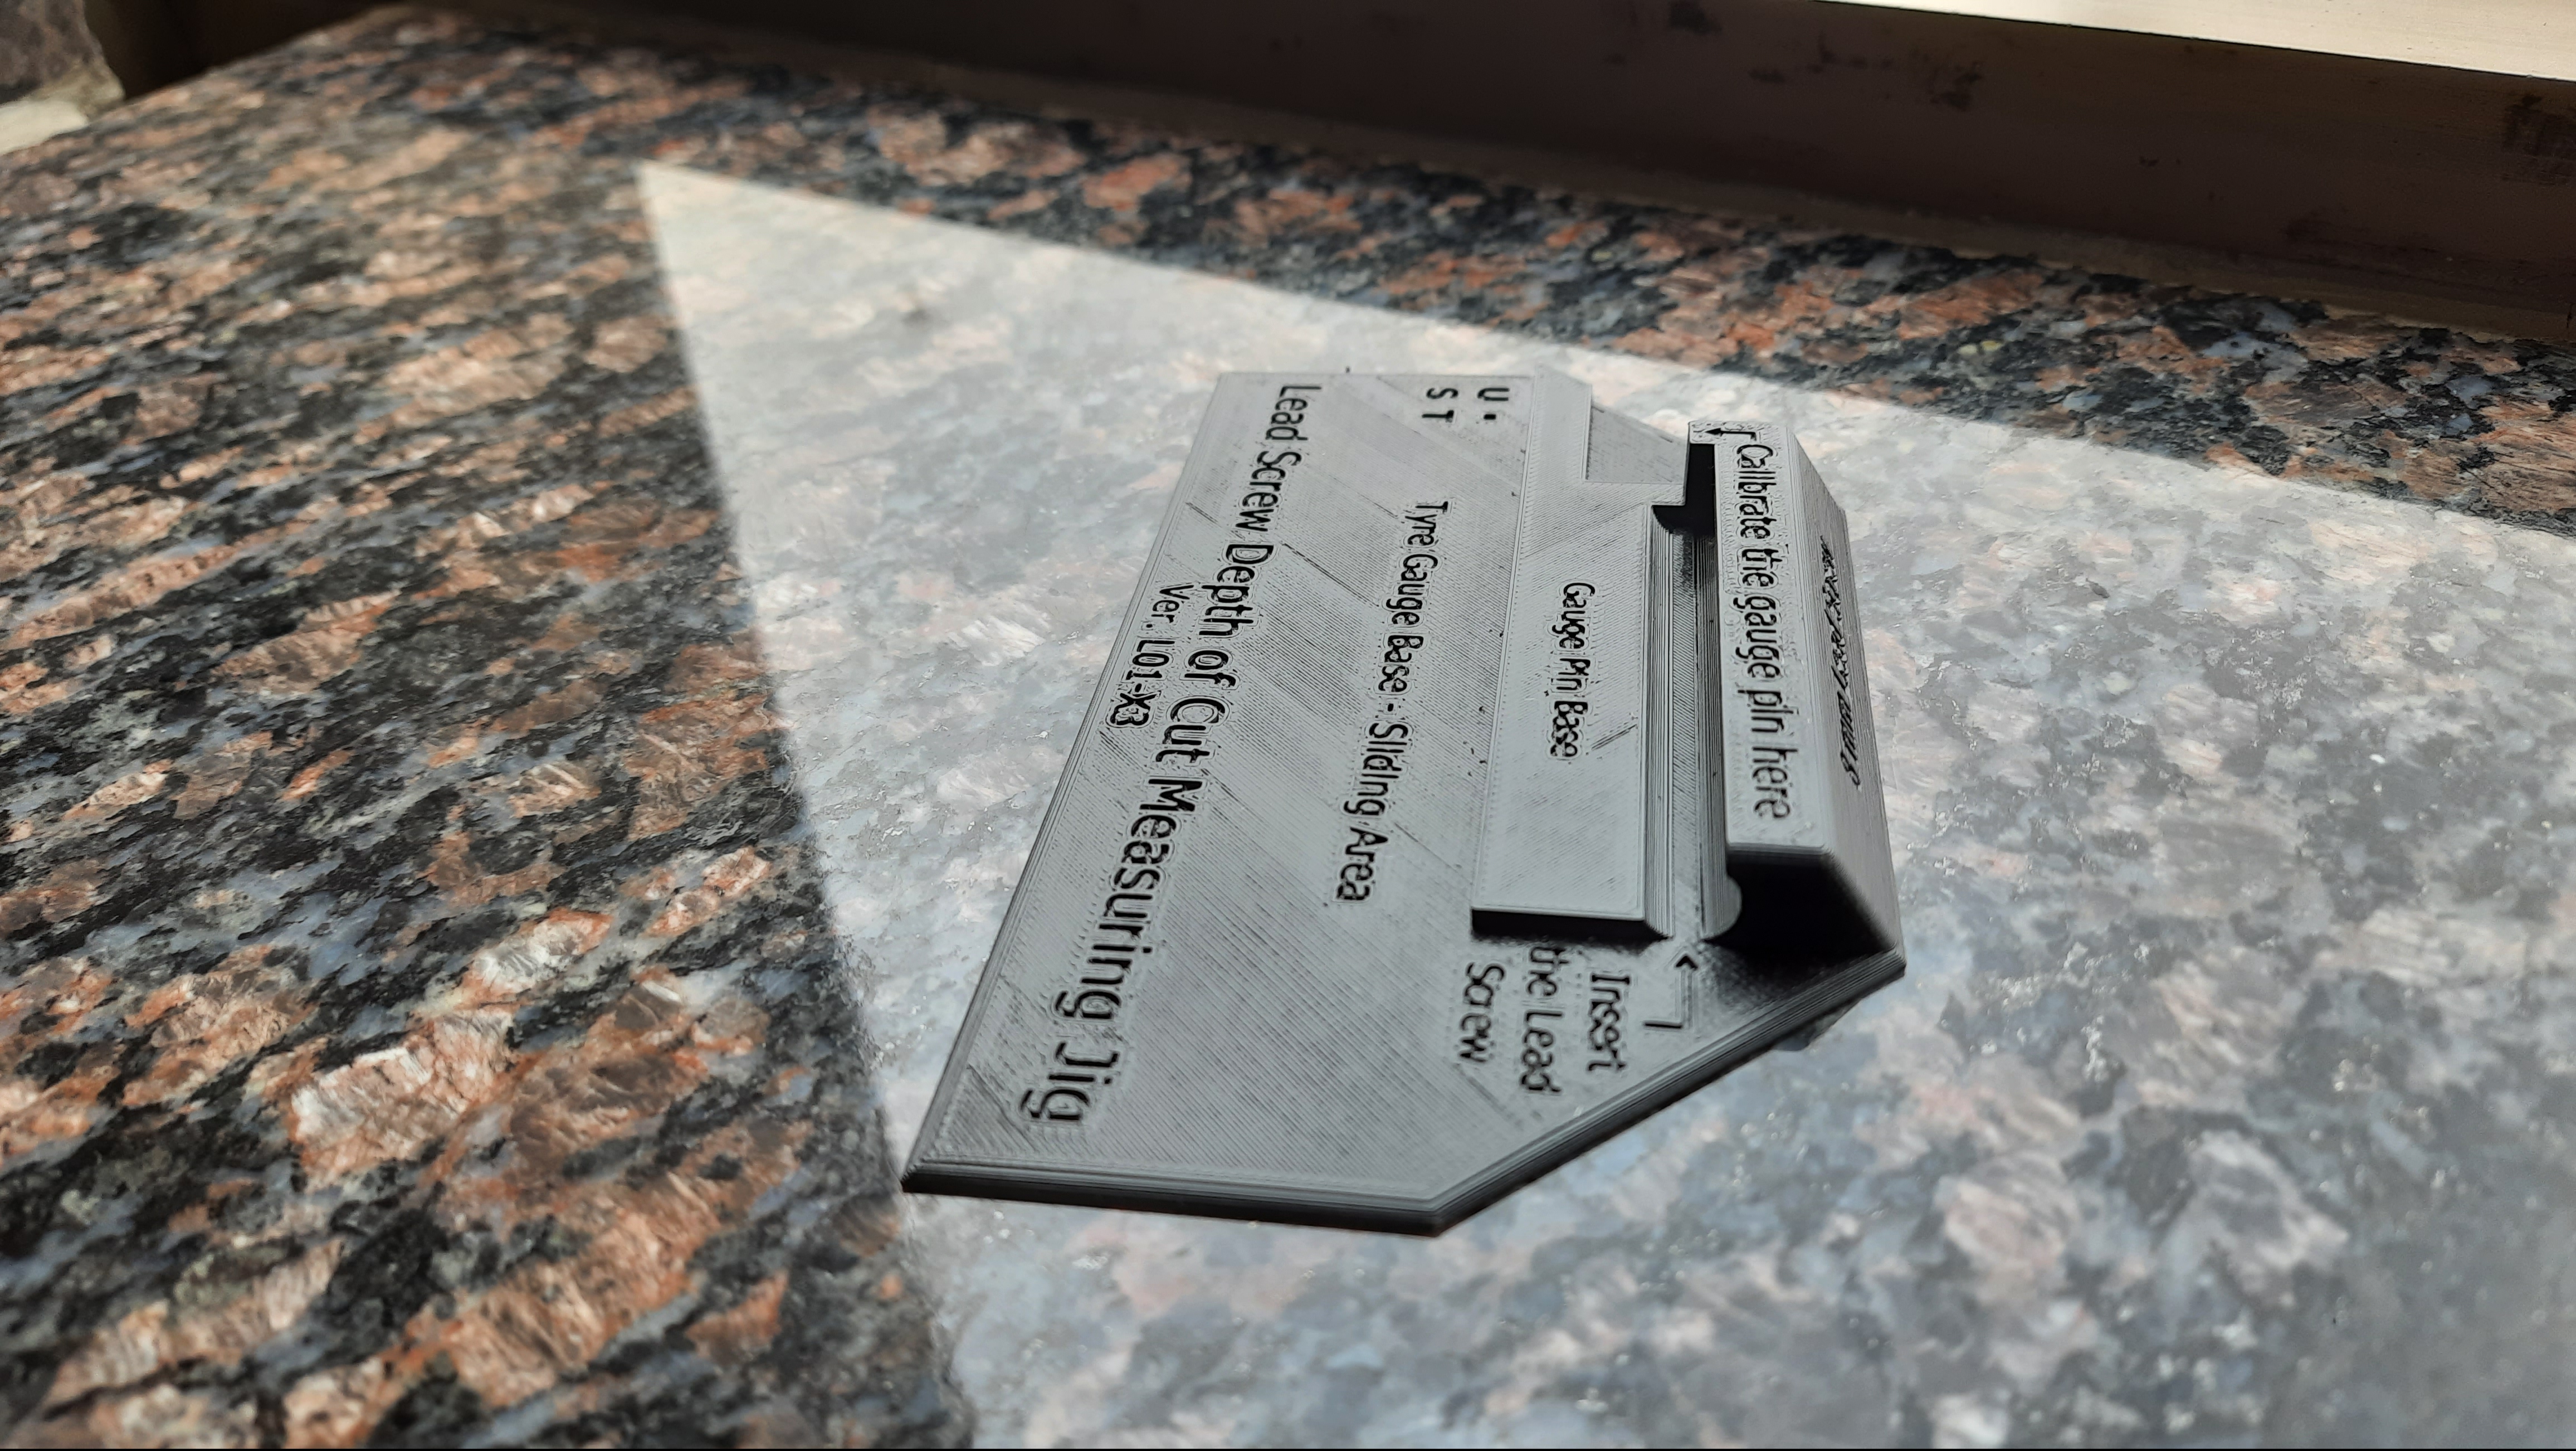 Calibrate the gauge pin here
Gauge Pin Base
Insert
the Lead
Screw
U.
S T
Tyre Gauge Base - Sliding Area
Lead Screw Depth of Cut Measuring Jig
Ver. L01-X3